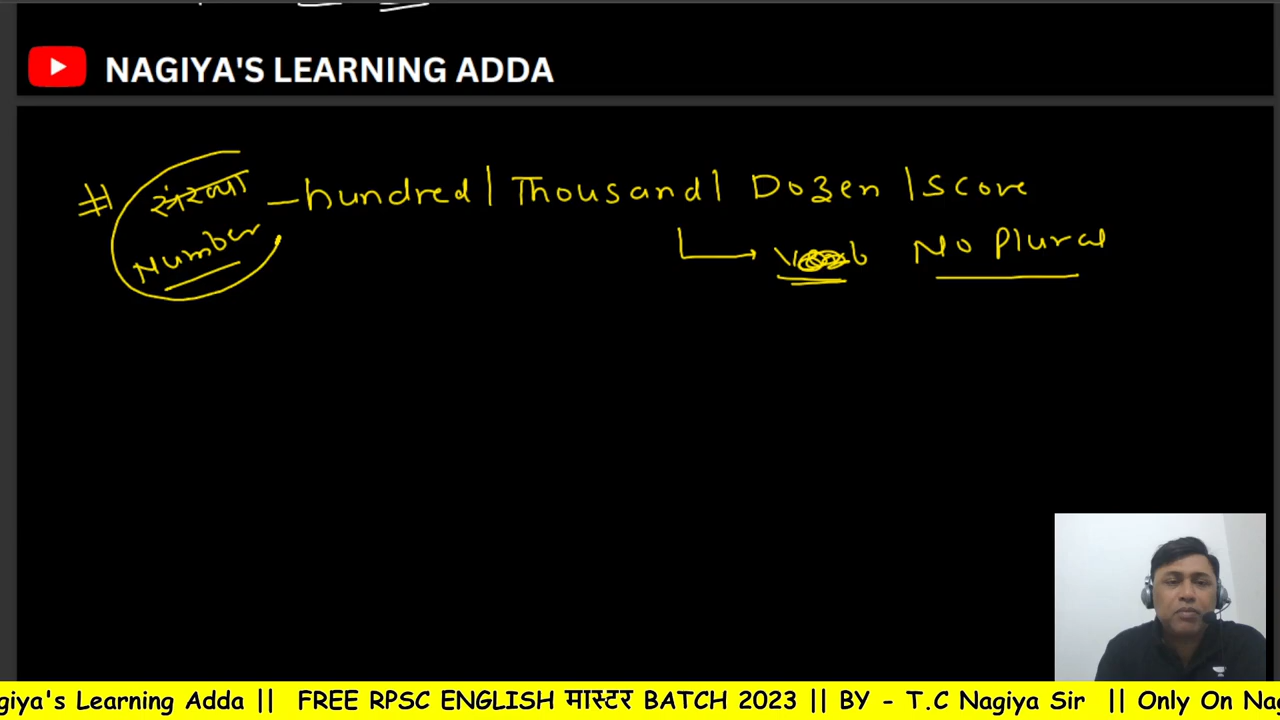 NAGIYA'S LEARNING ADDA
# संख्या - hundred | Thousand | Dozen | Score
Number
No Plural
giya's Learning Adda || FREE RPSC ENGLISH मास्टर BATCH 2023 || BY - T.C Nagiya Sir || Only On Nag